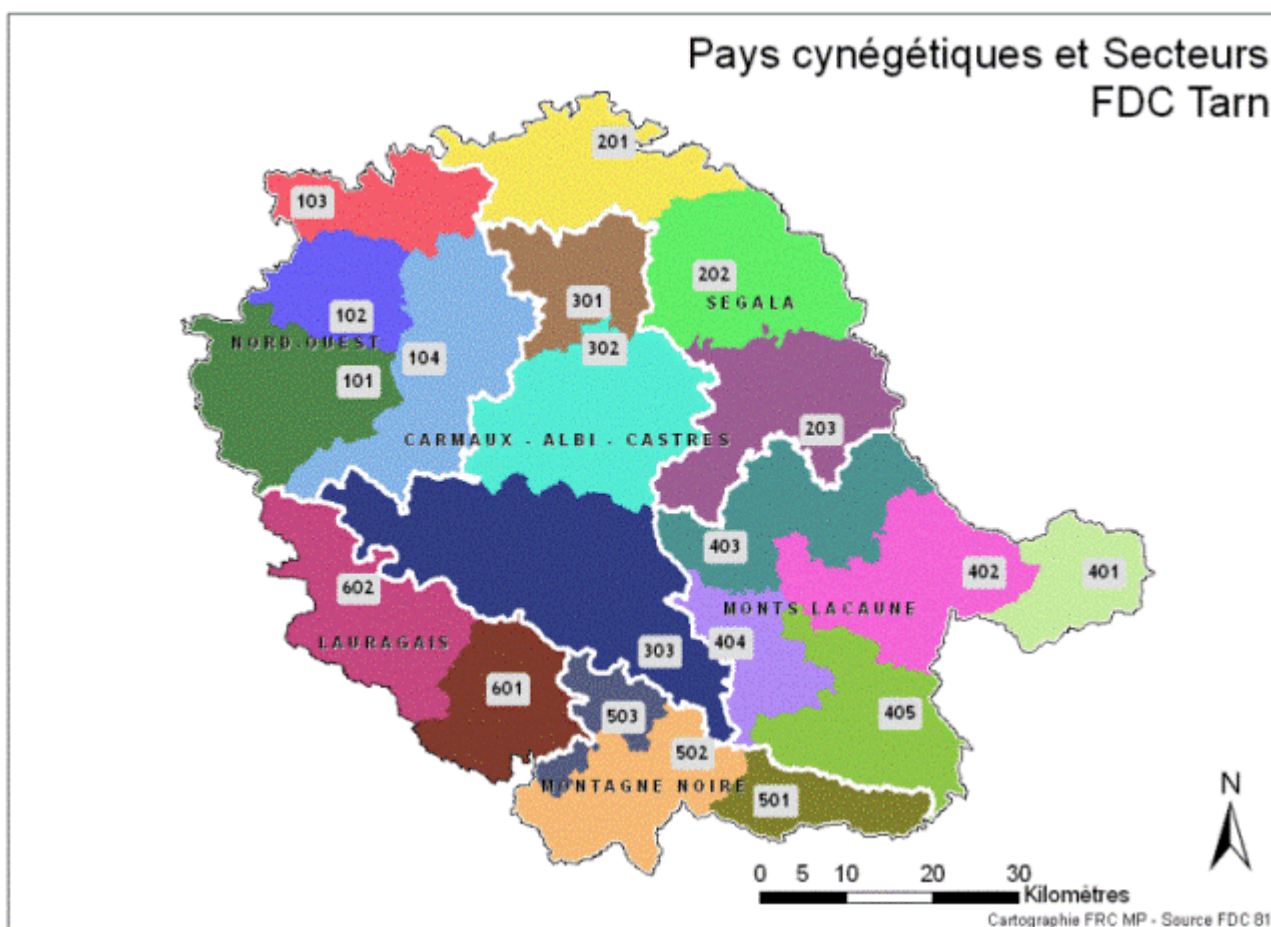 Pays cynégétiques et Secteurs
FDC Tarn
201
103
202
SEGALA
301
102
NORD-OUEST
302
104
101
203
CARMAUX - ALBI - CASTRES
403
402
401
602
MONTS LACAUNE
404
LAURAGAIS
303
601
405
503
502
MONTAGNE NOIRE
501
N
0 5 10 20 30
Kilomètres
Cartographie FRC MP - Source FDC 81